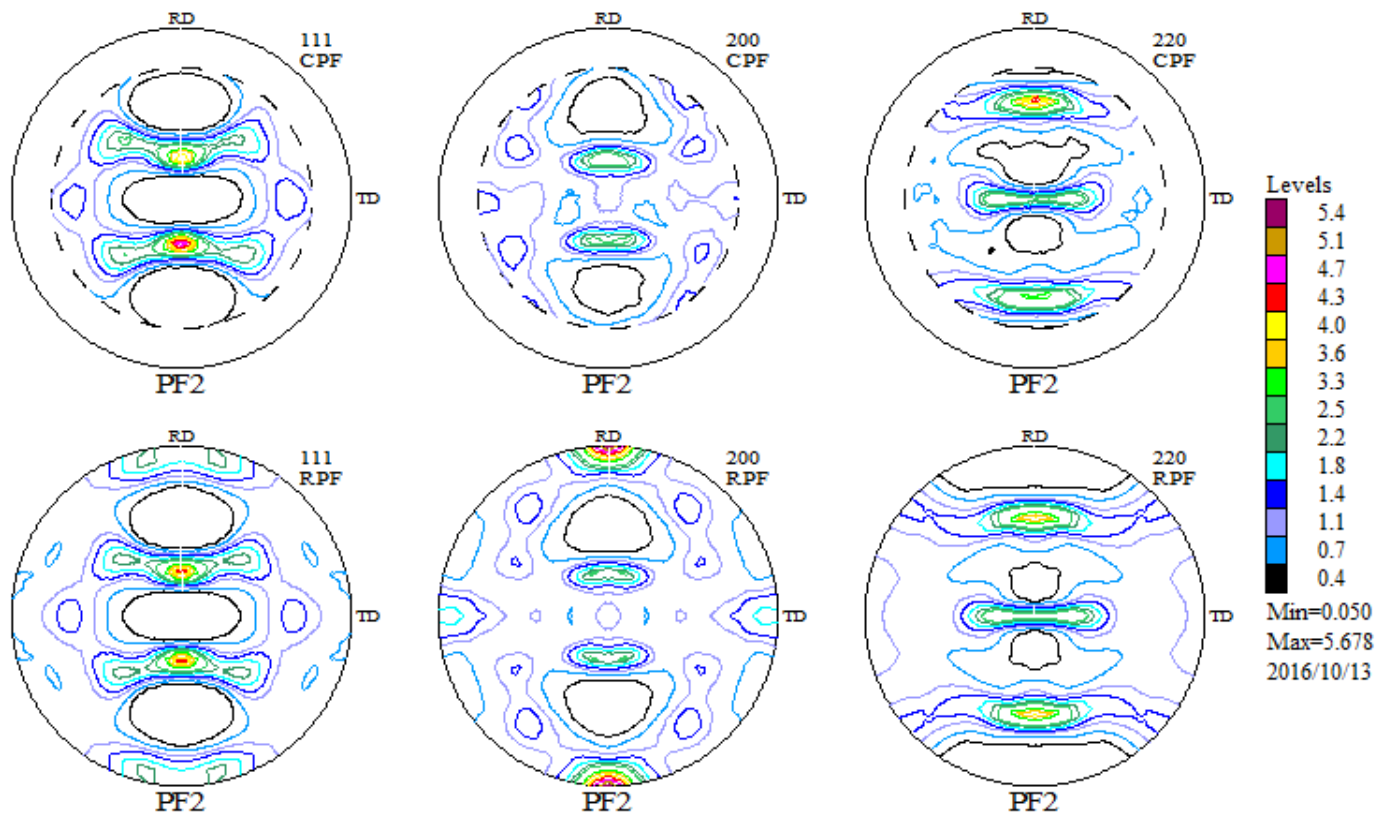 RD
111
CPF
TD
PF2
RD
200
CPF
TD
PF2
RD
220
CPF
TD
PF2
Levels
5.4
5.1
4.7
4.3
4.0
3.6
3.3
2.5
2.2
1.8
1.4
1.1
0.7
0.4
Min=0.050
Max=5.678
2016/10/13
RD
111
RPF
TD
PF2
RD
200
RPF
TD
PF2
RD
220
RPF
TD
PF2